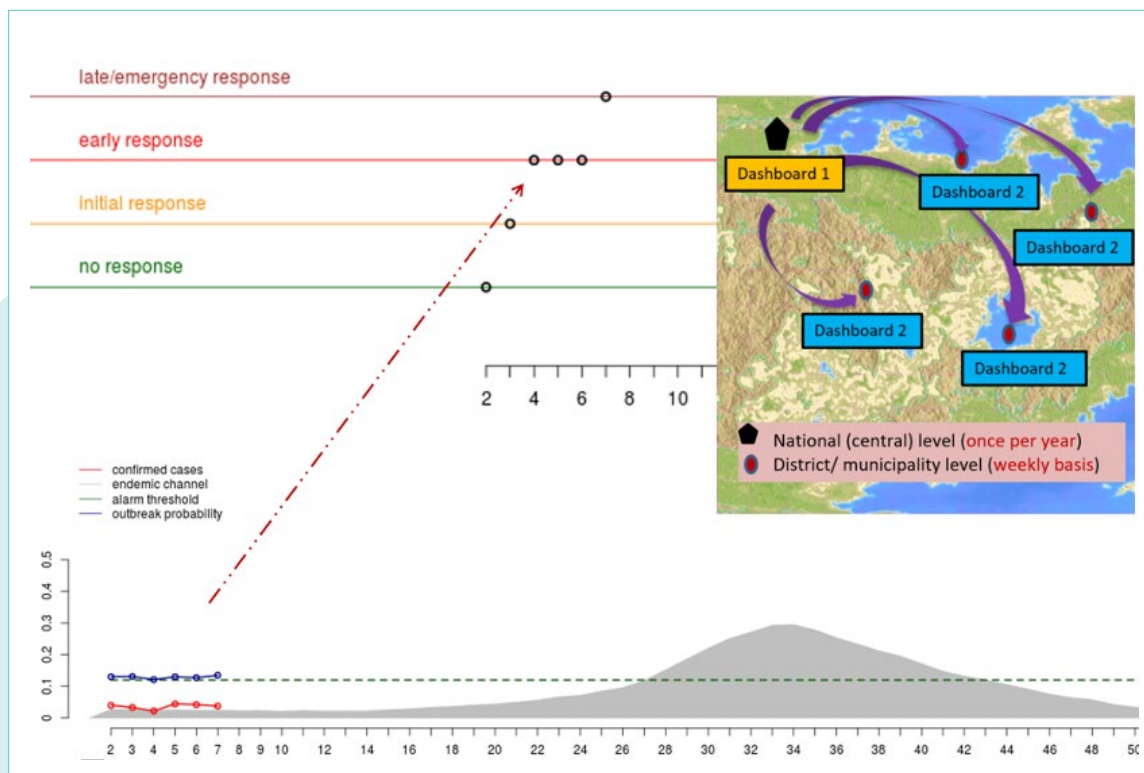 late/emergency response
early response
initial response
no response
2 4 6 8 10
Dashboard 1
Dashboard 2
Dashboard 2
Dashboard 2
Dashboard 2
National (central) level (once per year)
District/ municipality level (weekly basis)
confirmed cases
endemic channel
alarm threshold
outbreak probability
0.5
0.4
0.3
0.2
0.1
0
2 3 4 5 6 7 8 9 10 12 14 16 18 20 22 24 26 28 30 32 34 36 38 40 42 44 46 48 50